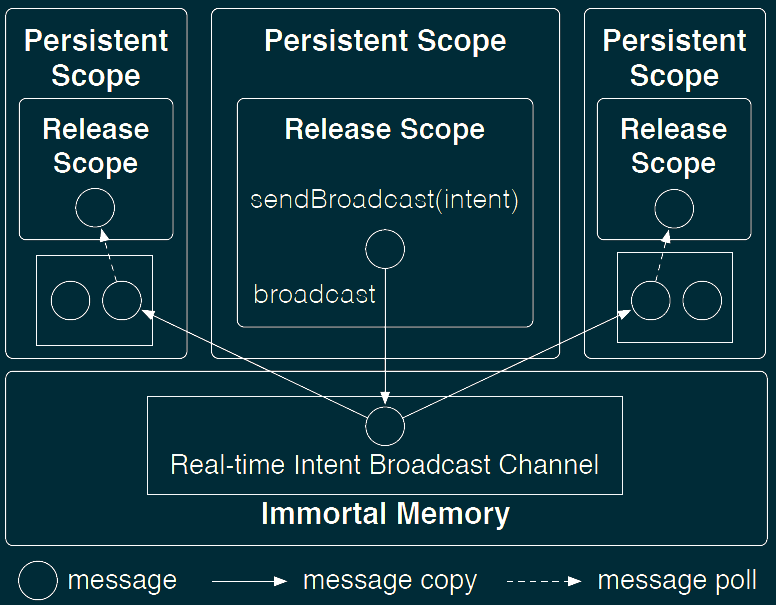 Persistent
Scope
Release
Scope
Persistent Scope
Release Scope
sendBroadcast(intent)
broadcast
Persistent
Scope
Release
Scope
Real-time Intent Broadcast Channel
Immortal Memory
message
message copy
message poll